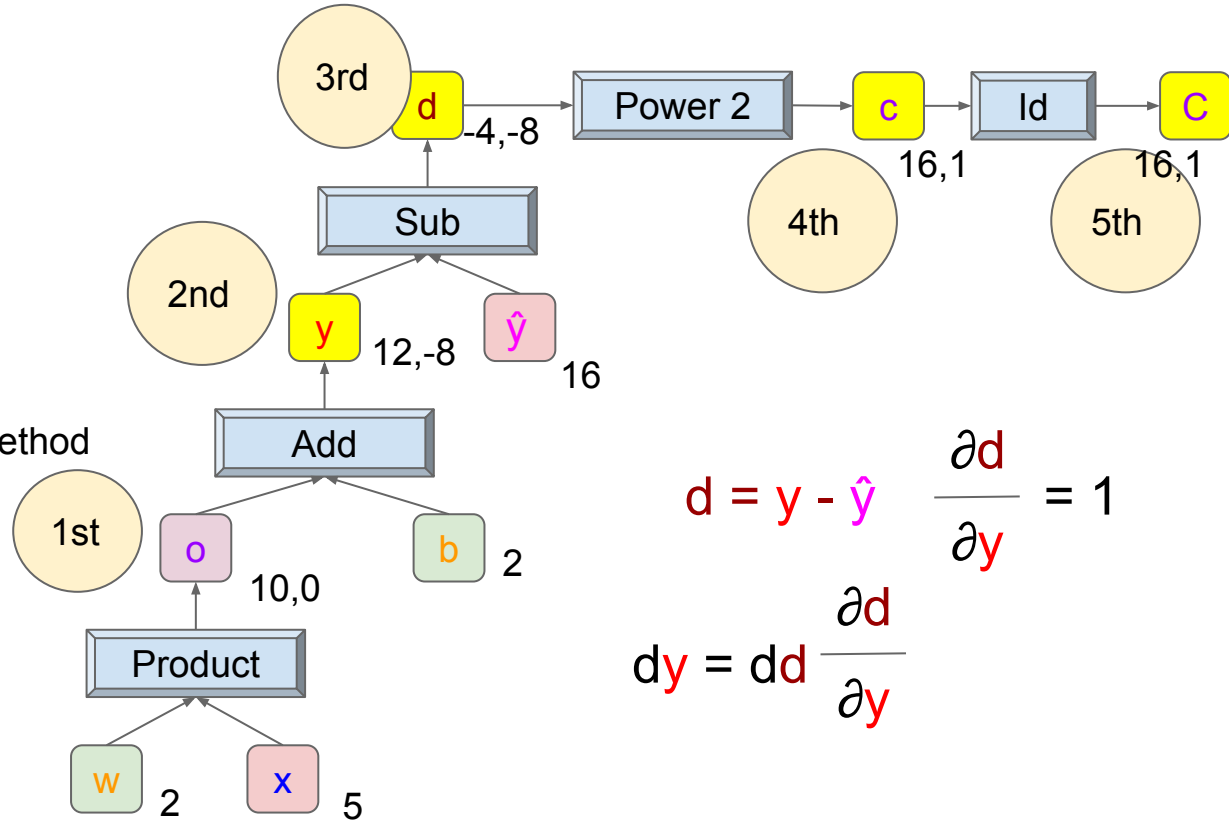 3rd
d
-4,-8
Power 2
c
16,1
Id
C
16,1
Sub
4th
5th
2nd
y
12,-8
ŷ
16
ethod
Add
1st
o
10,0
b
2
d = y - ŷ ∂d/∂y = 1
Product
dy = dd ∂d/∂y
w
2
x
5